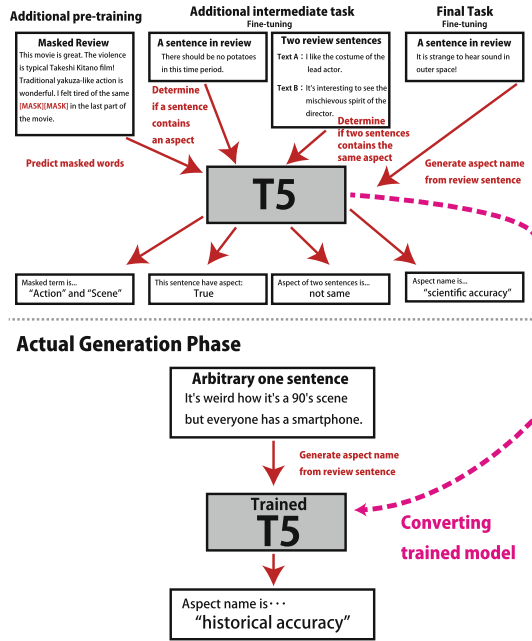 Additional pre-training
Additional intermediate task
Fine-tuning
Final Task
Fine-tuning
Masked Review
This movie is great. The violence
is typical Takeshi Kitano film!
Traditional yakuza-like action is
wonderful. I felt tired of the same
[MASK][MASK] in the last part of
the movie.
A sentence in review
There should be no potatoes
in this time period.
Two review sentences
Text A : I like the costume of the
lead actor.
Text B : It's interesting to see the
mischievous spirit of the
director.
A sentence in review
It is strange to hear sound in
outer space!
Predict masked words
Determine
if a sentence
contains
an aspect
Determine
if two sentences
contains the
same aspect
Generate aspect name
from review sentence
T5
Masked term is...
“Action” and “Scene”
This sentence have aspect:
True
Aspect of two sentences is...
not same
Aspect name is...
“scientific accuracy”
Actual Generation Phase
Arbitrary one sentence
It's weird how it's a 90's scene
but everyone has a smartphone.
Generate aspect name
from review sentence
Trained
T5
Converting
trained model
Aspect name is･･･
“historical accuracy”